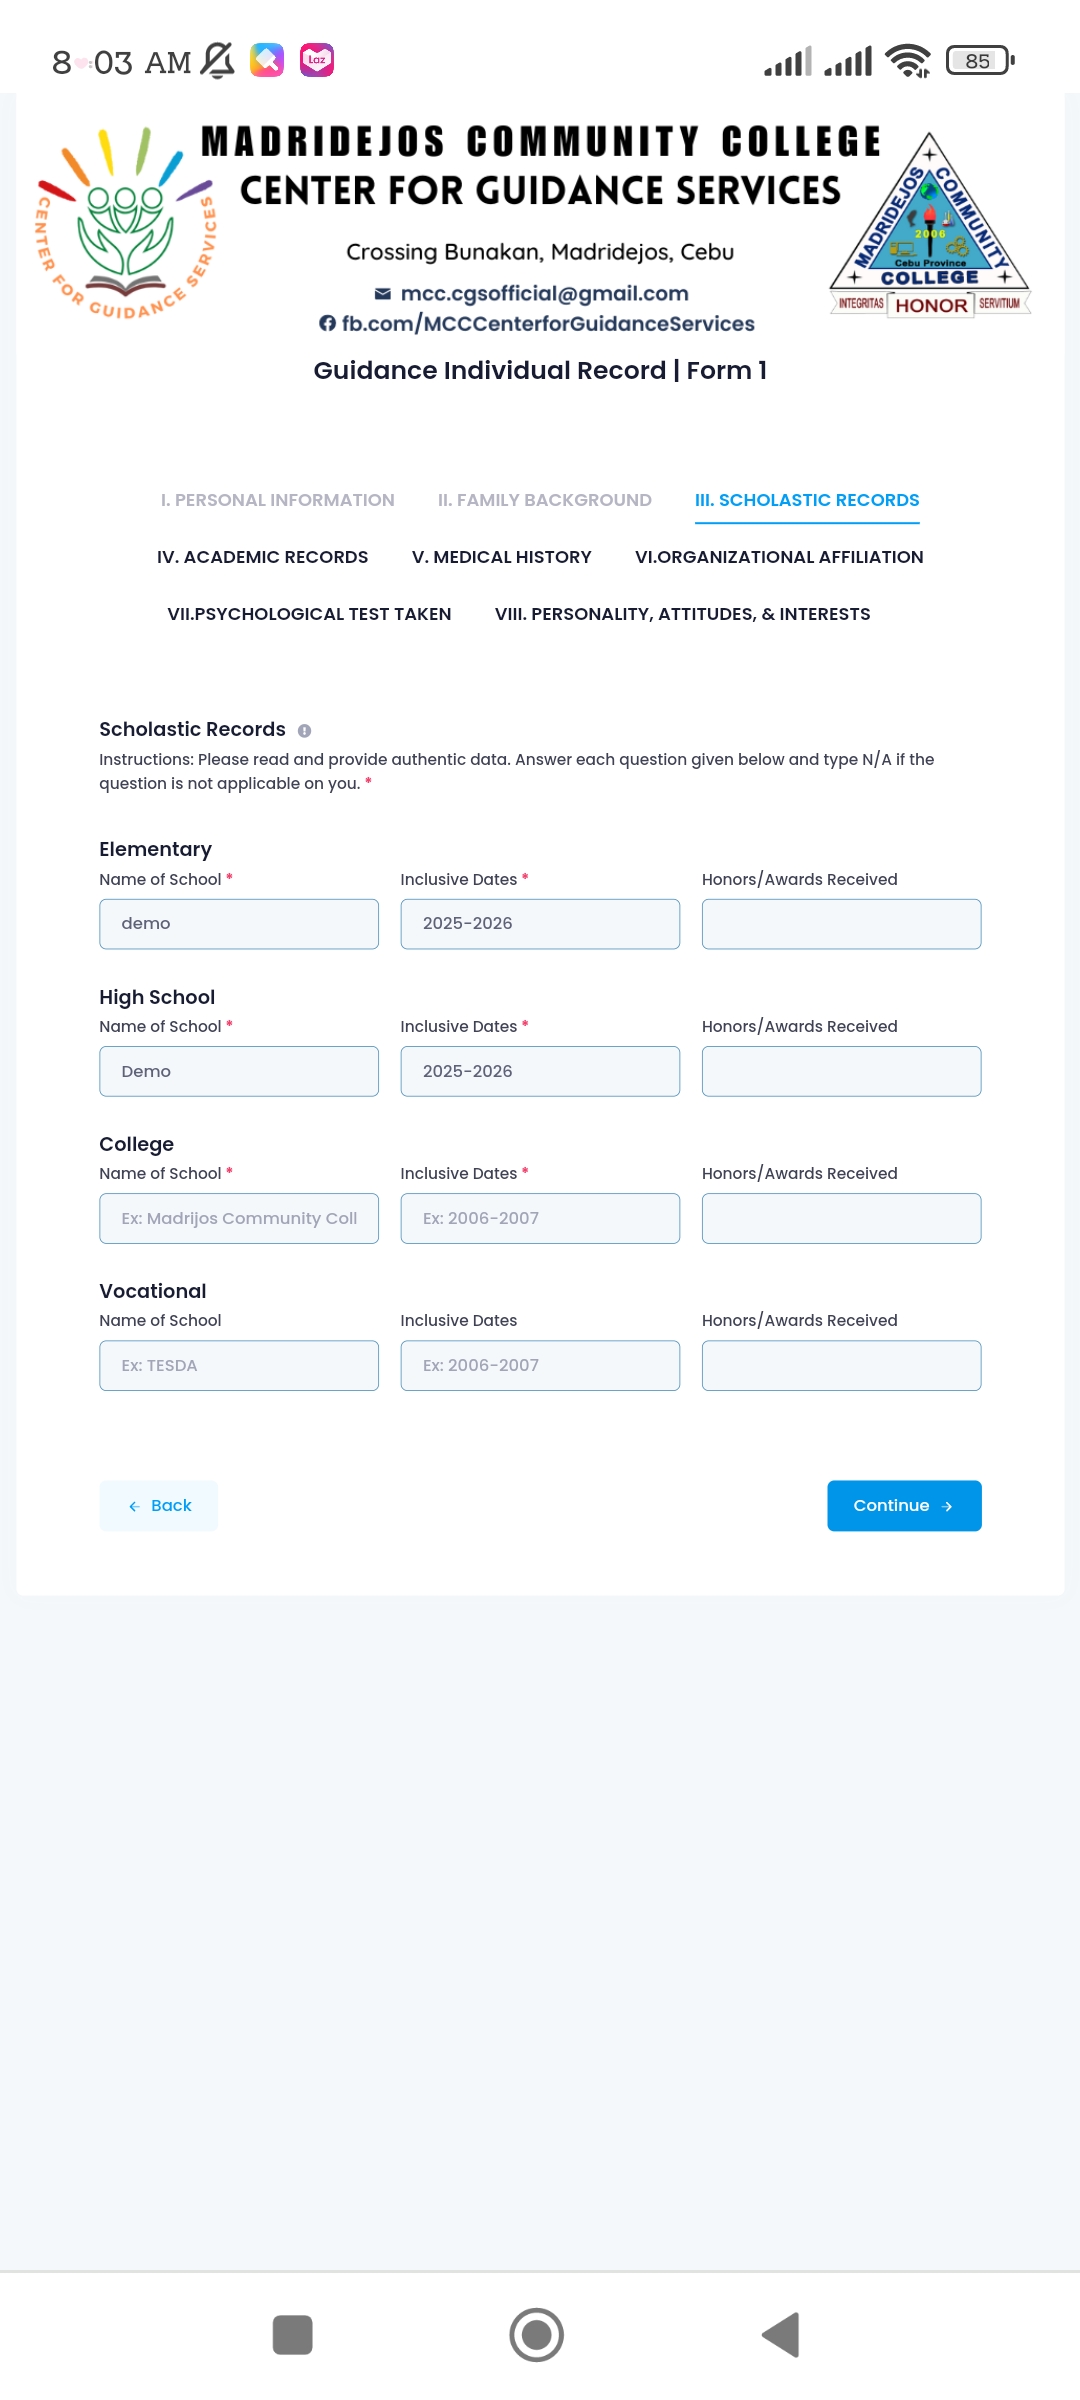 8:03 AM
Laz
85
MADRIDEJOS COMMUNITY COLLEGE
CENTER FOR GUIDANCE SERVICES
Crossing Bunakan, Madridejos, Cebu
mcc.cgsofficial@gmail.com
fb.com/MCCCenterforGuidanceServices
CENTER FOR GUIDANCE SERVICES
MADRIDEJOS COMMUNITY
2006
Cebu Province
COLLEGE
INTEGRITAS HONOR SERVITIUM
Guidance Individual Record | Form 1
I. PERSONAL INFORMATION II. FAMILY BACKGROUND III. SCHOLASTIC RECORDS
IV. ACADEMIC RECORDS V. MEDICAL HISTORY VI.ORGANIZATIONAL AFFILIATION
VII.PSYCHOLOGICAL TEST TAKEN VIII. PERSONALITY, ATTITUDES, & INTERESTS
Scholastic Records
Instructions: Please read and provide authentic data. Answer each question given below and type N/A if the
question is not applicable on you. *
Elementary
Name of School * Inclusive Dates * Honors/Awards Received
demo 2025-2026
High School
Name of School * Inclusive Dates * Honors/Awards Received
Demo 2025-2026
College
Name of School * Inclusive Dates * Honors/Awards Received
Ex: Madrijos Community Coll Ex: 2006-2007
Vocational
Name of School Inclusive Dates Honors/Awards Received
Ex: TESDA Ex: 2006-2007
← Back Continue →